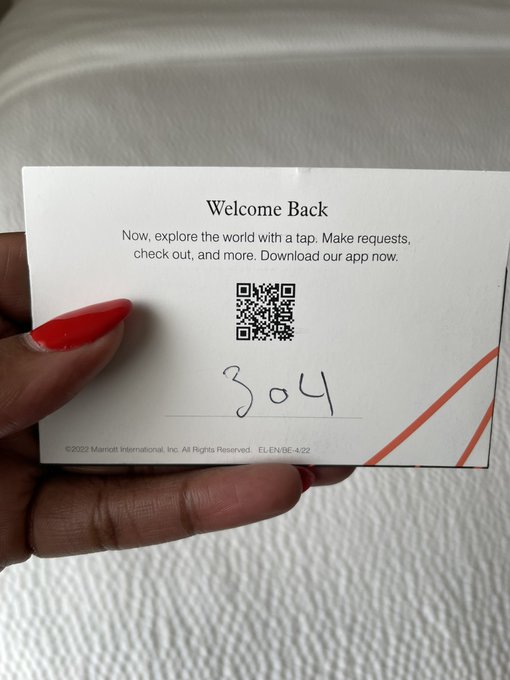 Welcome Back
Now, explore the world with a tap. Make requests,
check out, and more. Download our app now.
304
©2022 Marriott International, Inc. All Rights Reserved. EL-EN/BE-4/22